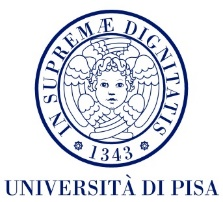 IN SUPREMÆ DIGNITATIS
· 1343 ·
UNIVERSITÀ DI PISA